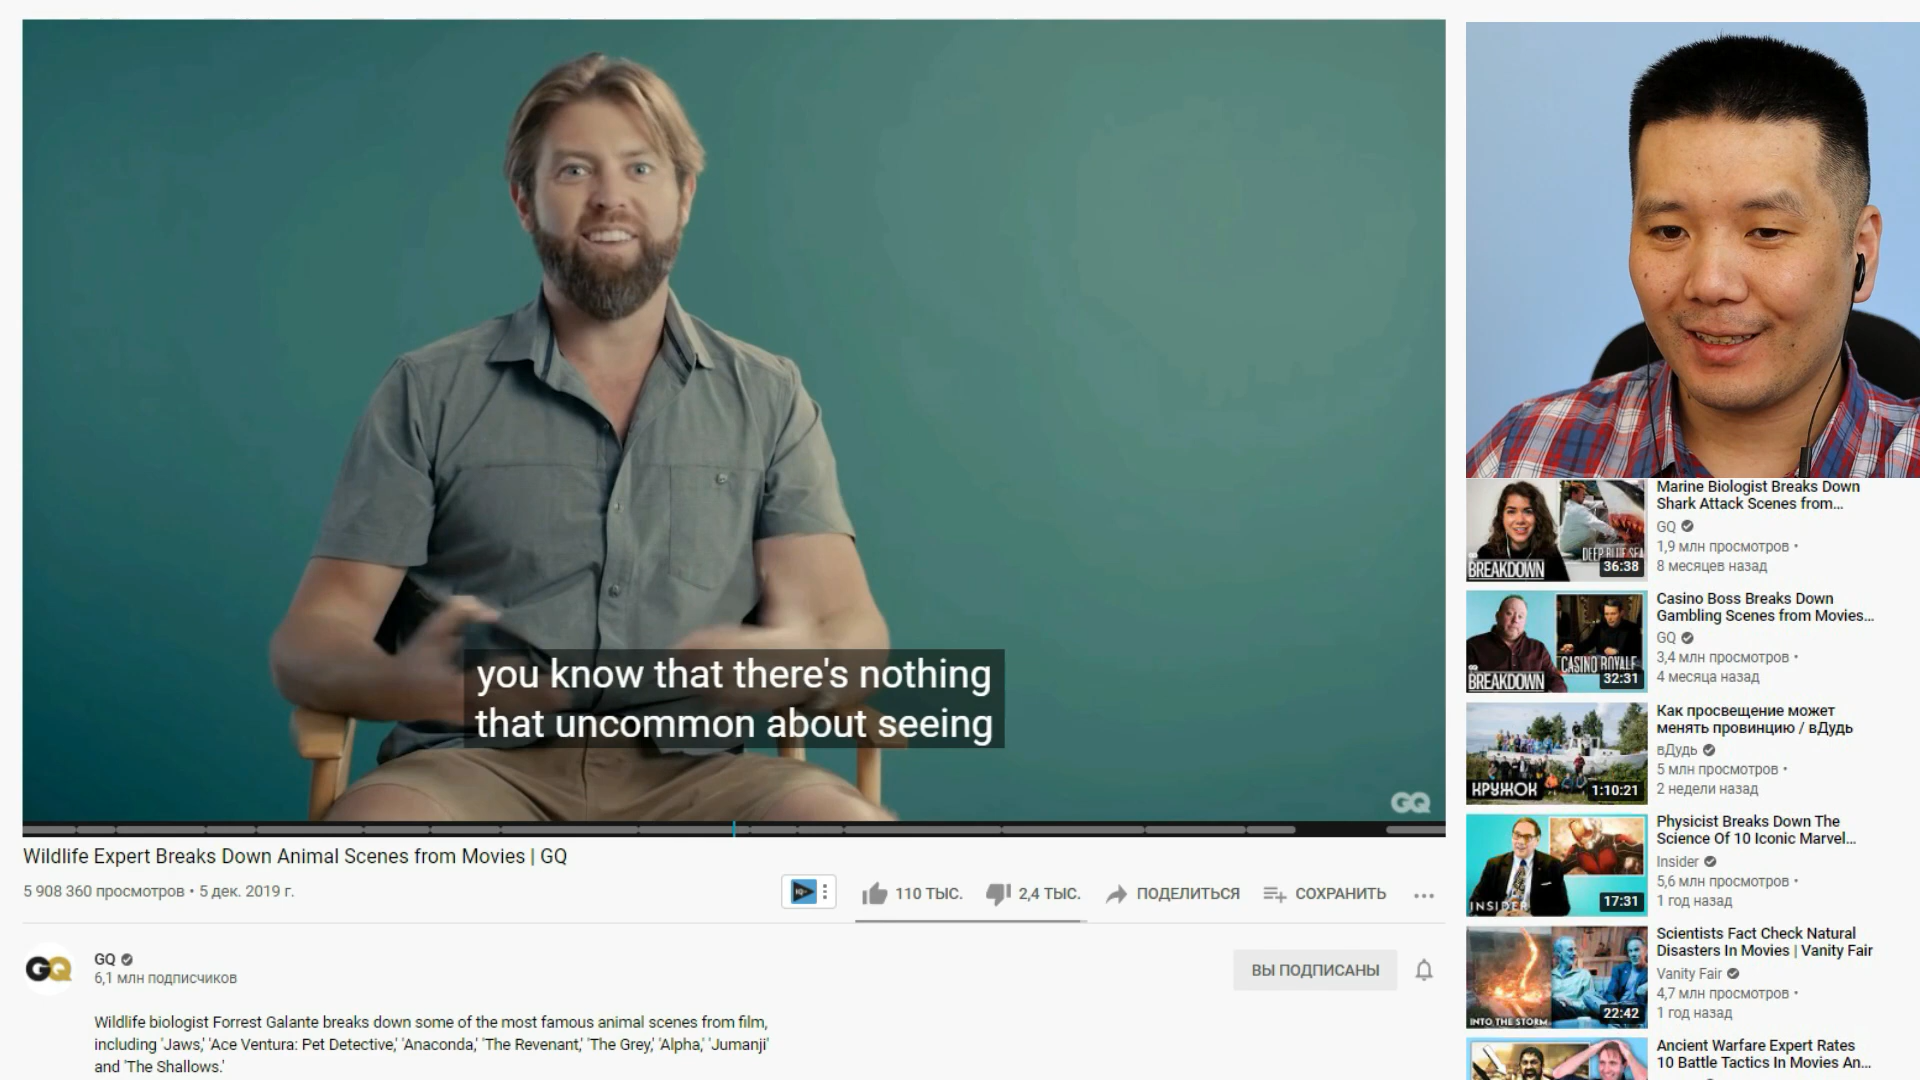 you know that there's nothing
that uncommon about seeing
GQ
Wildlife Expert Breaks Down Animal Scenes from Movies | GQ
5 908 360 просмотров • 5 дек. 2019 г.
110 ТЫС.
2,4 ТЫС.
ПОДЕЛИТЬСЯ
СОХРАНИТЬ
GQ
GQ
6,1 млн подписчиков
ВЫ ПОДПИСАНЫ
Wildlife biologist Forrest Galante breaks down some of the most famous animal scenes from film,
including 'Jaws,' 'Ace Ventura: Pet Detective,' 'Anaconda,' 'The Revenant,' 'The Grey,' 'Alpha,' 'Jumanji'
and 'The Shallows.'
DEEP BLUE SEA
BREAKDOWN
36:38
Marine Biologist Breaks Down
Shark Attack Scenes from...
GQ
1,9 млн просмотров •
8 месяцев назад
CASINO ROYALE
BREAKDOWN
32:31
Casino Boss Breaks Down
Gambling Scenes from Movies...
GQ
3,4 млн просмотров •
4 месяца назад
КРУЖОК
1:10:21
Как просвещение может
менять провинцию / вДудь
вДудь
5 млн просмотров •
2 недели назад
INSIDER
17:31
Physicist Breaks Down The
Science Of 10 Iconic Marvel...
Insider
5,6 млн просмотров •
1 год назад
INTO THE STORM
22:42
Scientists Fact Check Natural
Disasters In Movies | Vanity Fair
Vanity Fair
4,7 млн просмотров •
1 год назад
Ancient Warfare Expert Rates
10 Battle Tactics In Movies An...